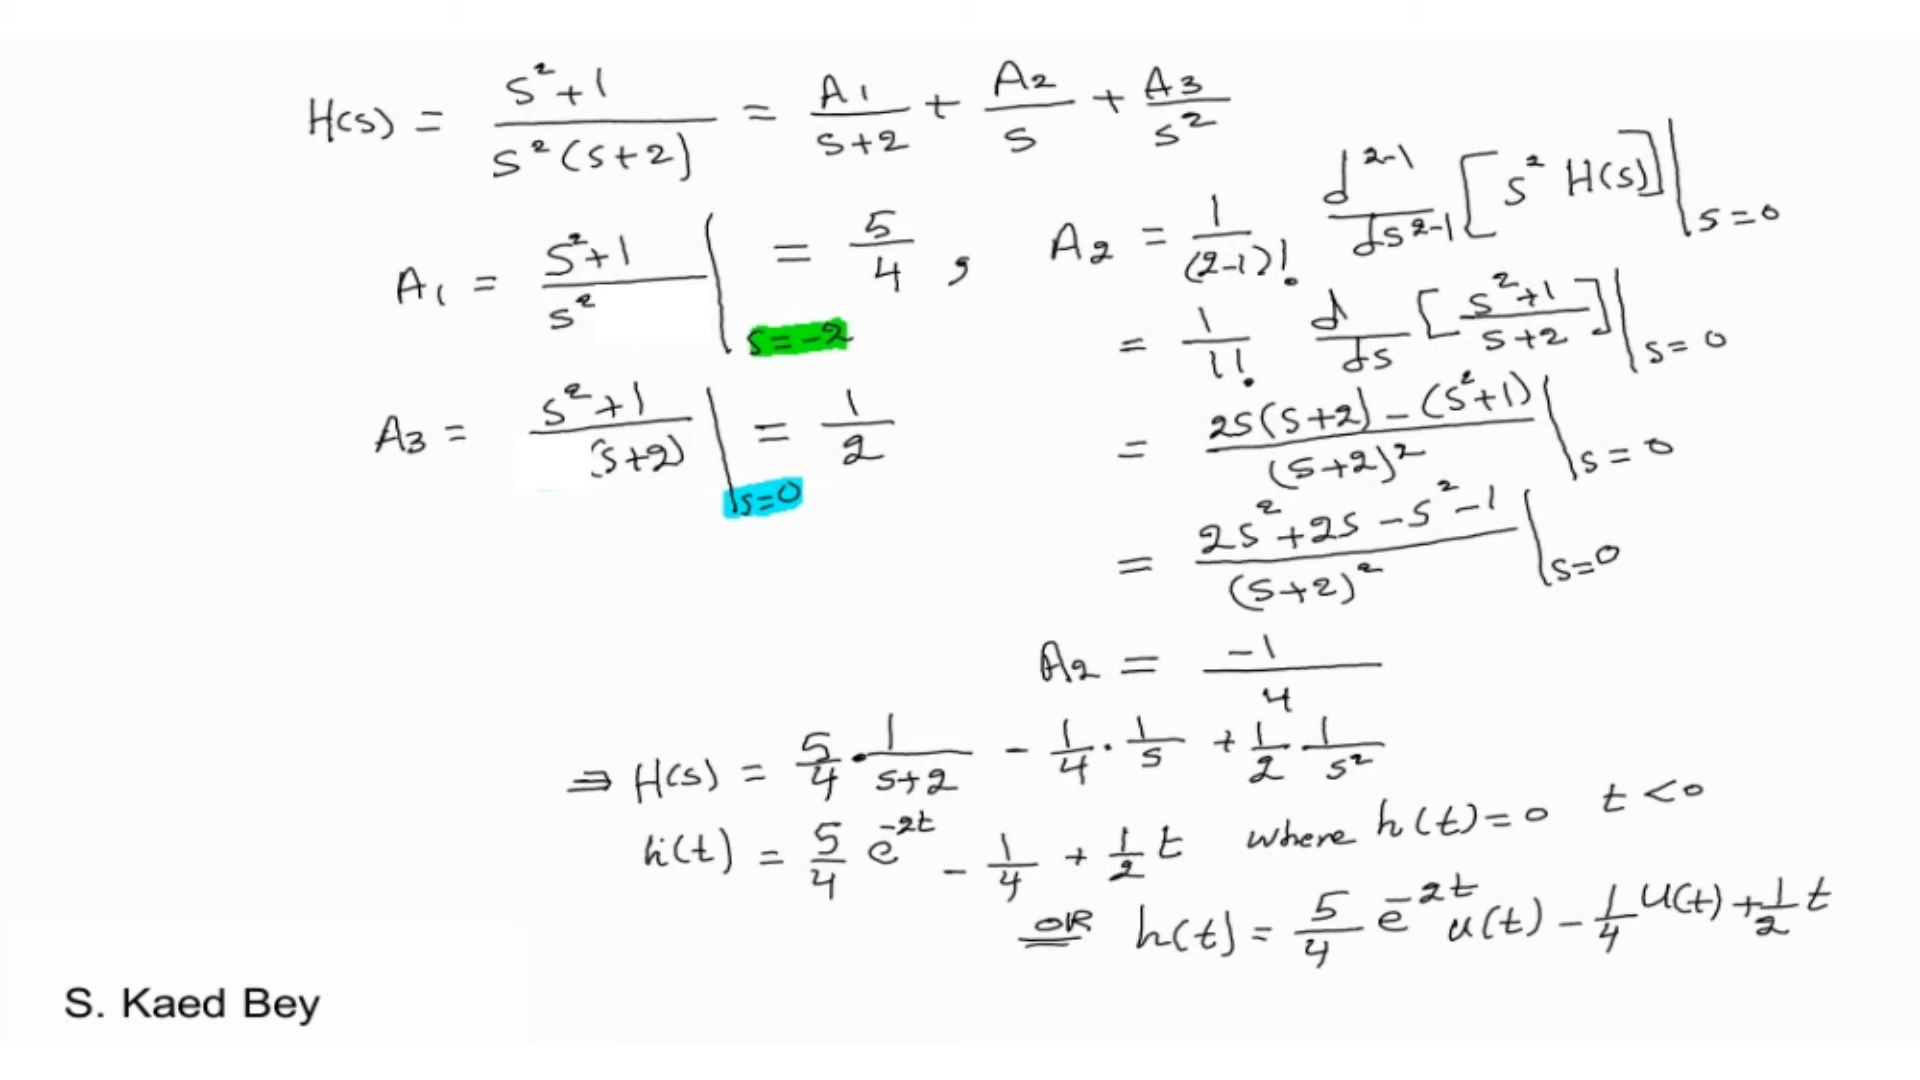 H(s) = (s²+1)/(s²(s+2)) = A₁/(s+2) + A₂/s + A₃/s²
A₁ = (s²+1)/s² |s=-2 = 5/4 ,
A₃ = (s²+1)/(s+2) |s=0 = 1/2
A₂ = 1/(2-1)! d²⁻¹/ds²⁻¹ [s² H(s)] |s=0
= 1/1! d/ds [(s²+1)/(s+2)] |s=0
= (2s(s+2) - (s²+1))/(s+2)² |s=0
= (2s²+2s-s²-1)/(s+2)² |s=0
A₂ = -1/4
⇒ H(s) = 5/4 · 1/(s+2) - 1/4 · 1/s + 1/2 1/s²
h(t) = 5/4 e⁻²ᵗ - 1/4 + 1/2 t where h(t)=0 t<0
OR h(t) = 5/4 e⁻²ᵗ u(t) - 1/4 u(t) + 1/2 t
S. Kaed Bey